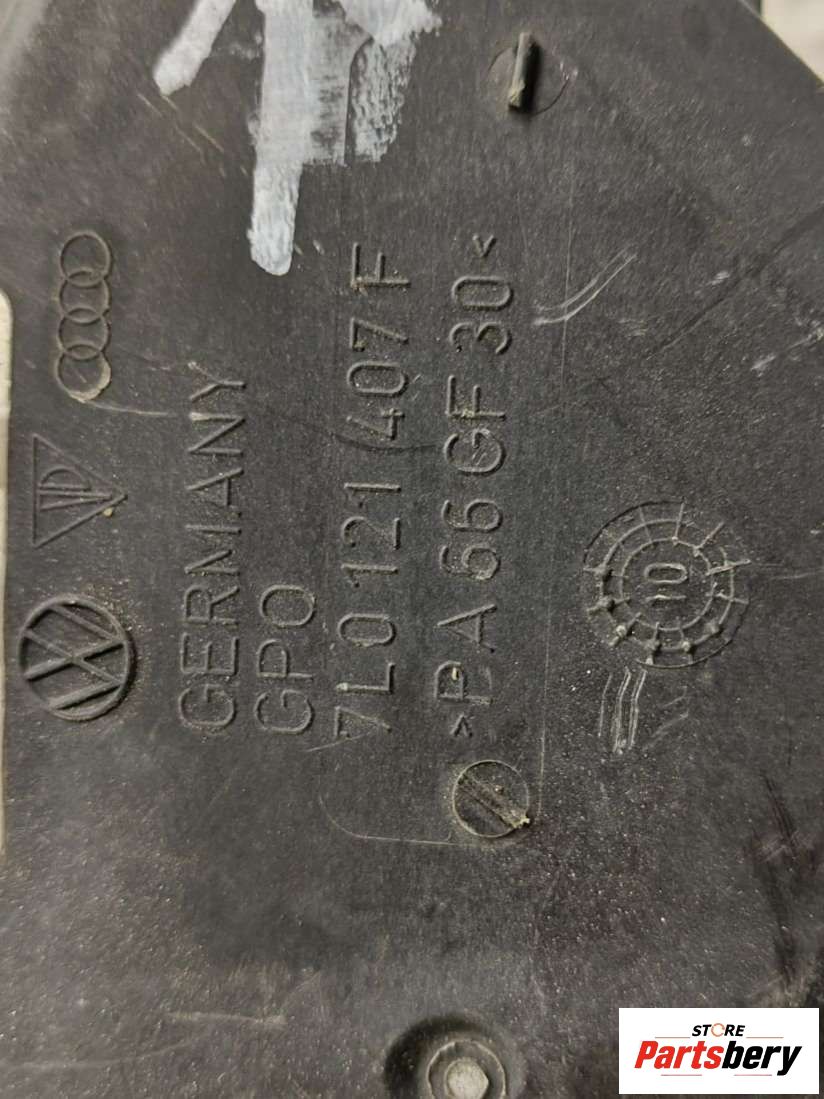 GERMANY
GPO
7L0 121 407 F
>PA 66 GF 30<
10
STORE
Partsbery